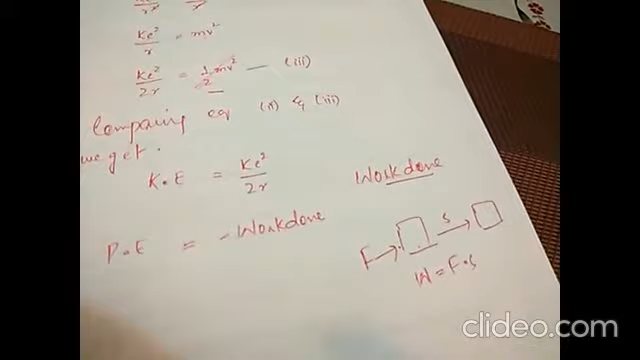 Ke²/r = mv²
Ke²/2r = 1/2 mv² — (iii)
Comparing eq (ii) & (iii)
we get.
K.E = Ke²/2r
P.E = - Workdone
Workdone
F → S →
W = F.S
clideo.com